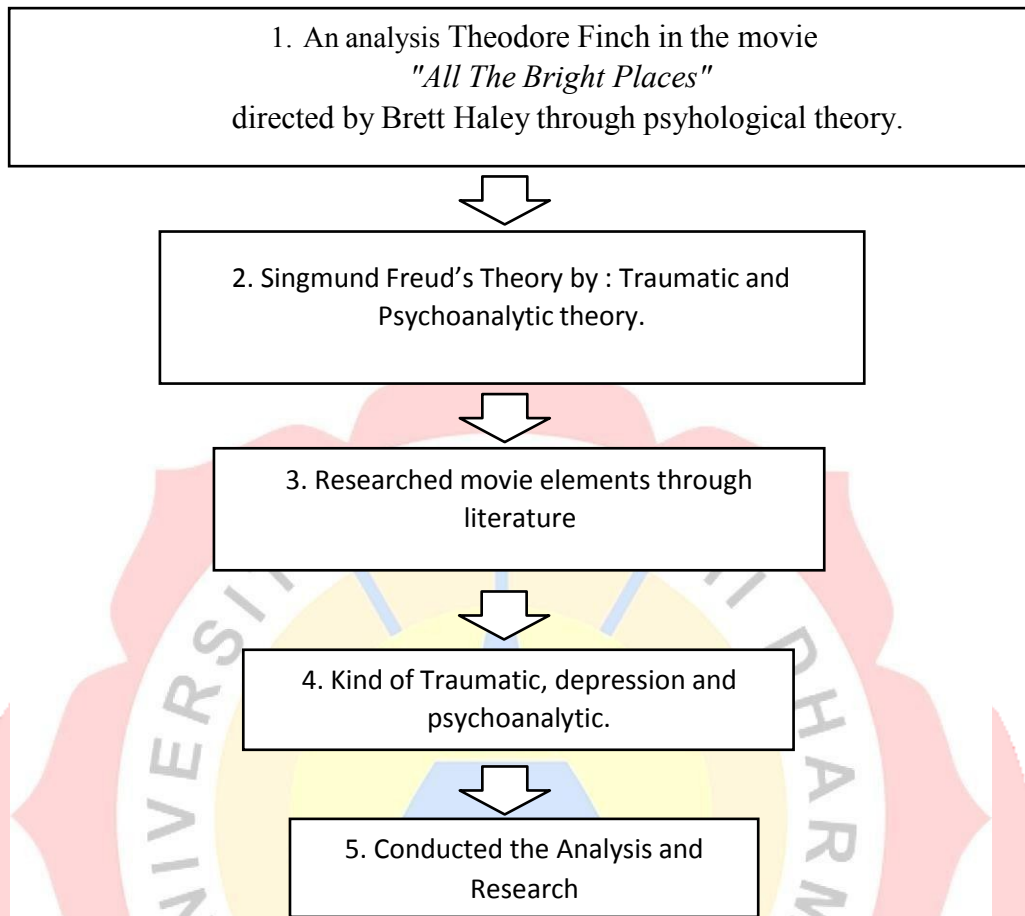 1. An analysis Theodore Finch in the movie
"All The Bright Places"
directed by Brett Haley through psyhological theory.
2. Singmund Freud’s Theory by : Traumatic and
Psychoanalytic theory.
3. Researched movie elements through
literature
4. Kind of Traumatic, depression and
psychoanalytic.
5. Conducted the Analysis and
Research